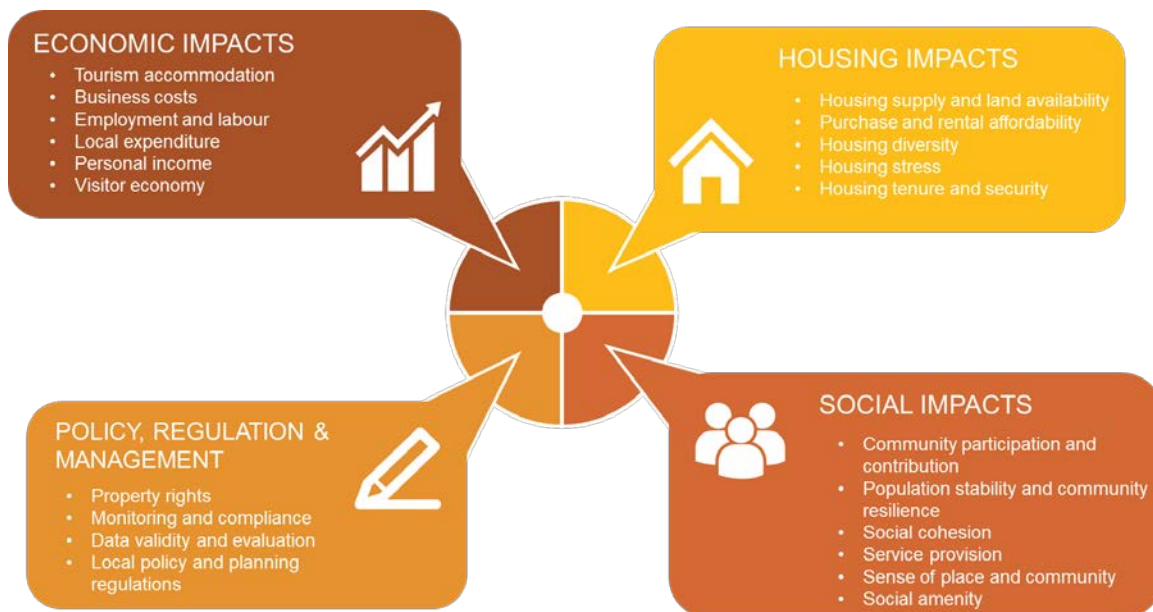 ECONOMIC IMPACTS
• Tourism accommodation
• Business costs
• Employment and labour
• Local expenditure
• Personal income
• Visitor economy
HOUSING IMPACTS
• Housing supply and land availability
• Purchase and rental affordability
• Housing diversity
• Housing stress
• Housing tenure and security
POLICY, REGULATION &
MANAGEMENT
• Property rights
• Monitoring and compliance
• Data validity and evaluation
• Local policy and planning
regulations
SOCIAL IMPACTS
• Community participation and
contribution
• Population stability and community
resilience
• Social cohesion
• Service provision
• Sense of place and community
• Social amenity